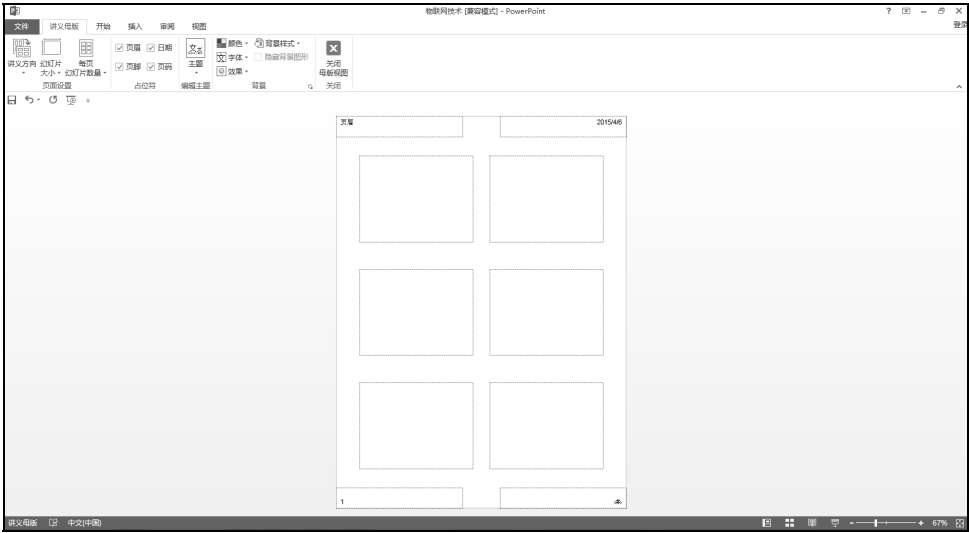 物联网技术 [兼容模式] - PowerPoint
?
登录
文件 讲义母版 开始 插入 审阅 视图
讲义方向 幻灯片大小 每页幻灯片数量
页面设置
页眉 日期
页脚 页码
占位符
主题
编辑主题
颜色 背景样式
字体 隐藏背景图形
效果
背景
关闭母版视图
关闭
页眉 2015/4/6
1
讲义母版 中文(中国) 67%